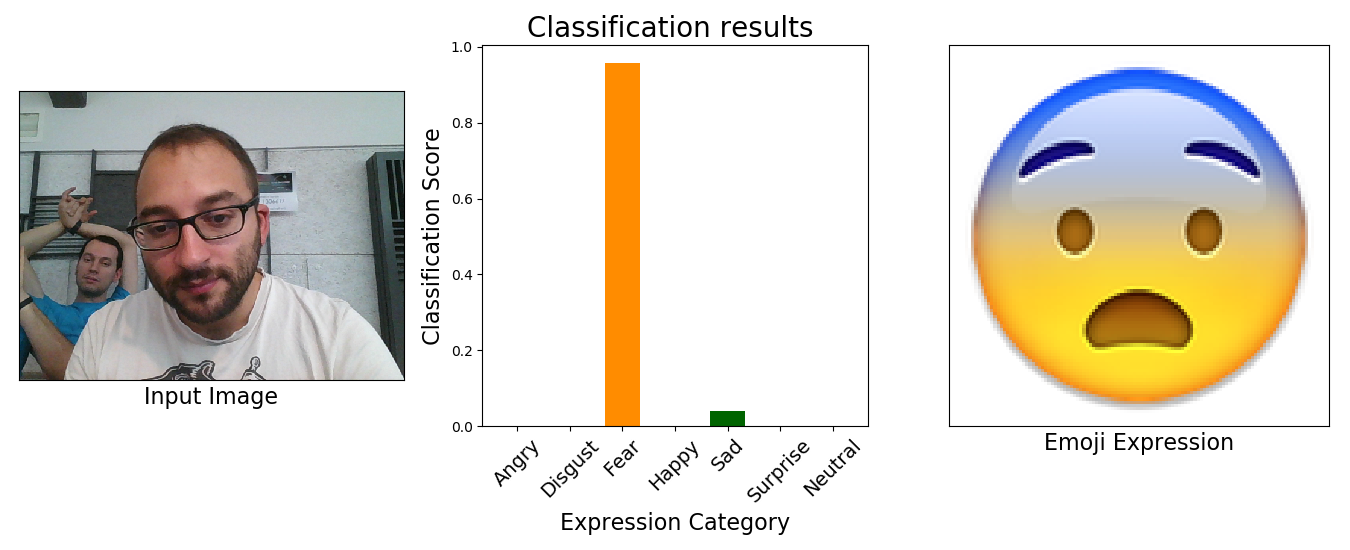 Classification results
1.0
0.8
0.6
0.4
0.2
0.0
Classification Score
Angry
Disgust
Fear
Happy
Sad
Surprise
Neutral
Expression Category
Input Image
Emoji Expression